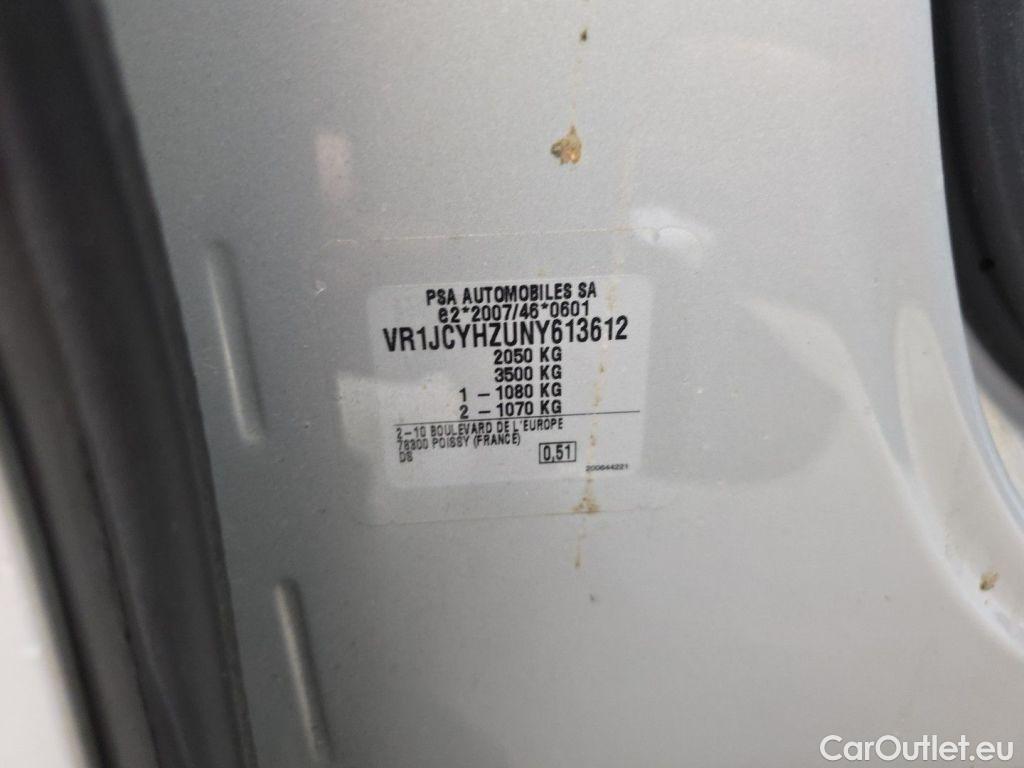 PSA AUTOMOBILES SA
e2*2007/46*0601
VR1JCYHZUNY613612
2050 KG
3500 KG
1 - 1080 KG
2 - 1070 KG
2-10 BOULEVARD DE L'EUROPE
78300 POISSY (FRANCE)
DS
0,51
200644221
CarOutlet.eu